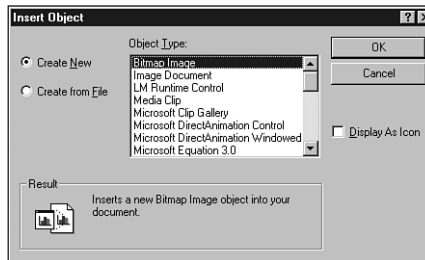 Insert Object
Object Type:
Create New
Create from File
Bitmap Image
Image Document
LM Runtime Control
Media Clip
Microsoft Clip Gallery
Microsoft DirectAnimation Control
Microsoft DirectAnimation Windowed
Microsoft Equation 3.0
OK
Cancel
Display As Icon
Result
Inserts a new Bitmap Image object into your
document.